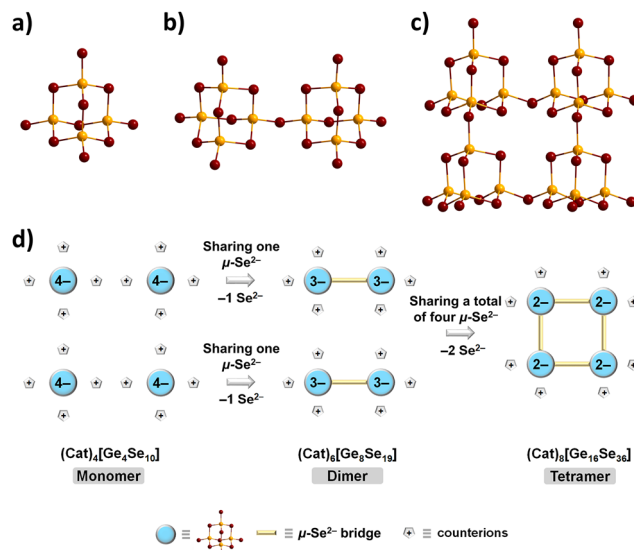 a)
b)
c)
d)
Sharing one
μ-Se²⁻
–1 Se²⁻
4–
4–
3–
3–
Sharing a total
of four μ-Se²⁻
–2 Se²⁻
2–
2–
Sharing one
μ-Se²⁻
–1 Se²⁻
4–
4–
3–
3–
2–
2–
(Cat)₄[Ge₄Se₁₀]
(Cat)₆[Ge₈Se₁₉]
(Cat)₈[Ge₁₆Se₃₆]
Monomer
Dimer
Tetramer
≡
≡ μ-Se²⁻ bridge
≡ counterions